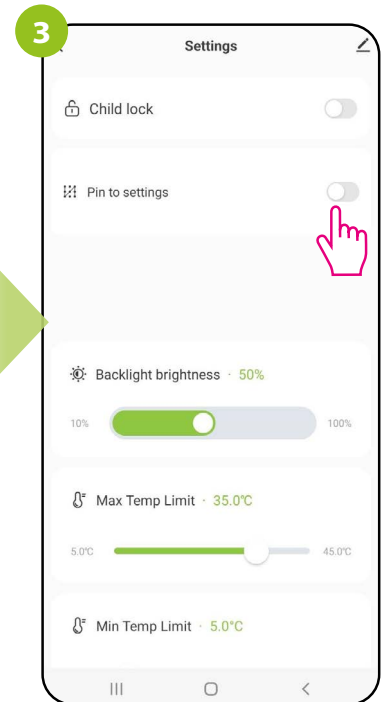 3
Settings
Child lock
Pin to settings
Backlight brightness · 50%
10% 100%
Max Temp Limit · 35.0℃
5.0℃ 45.0℃
Min Temp Limit · 5.0°C